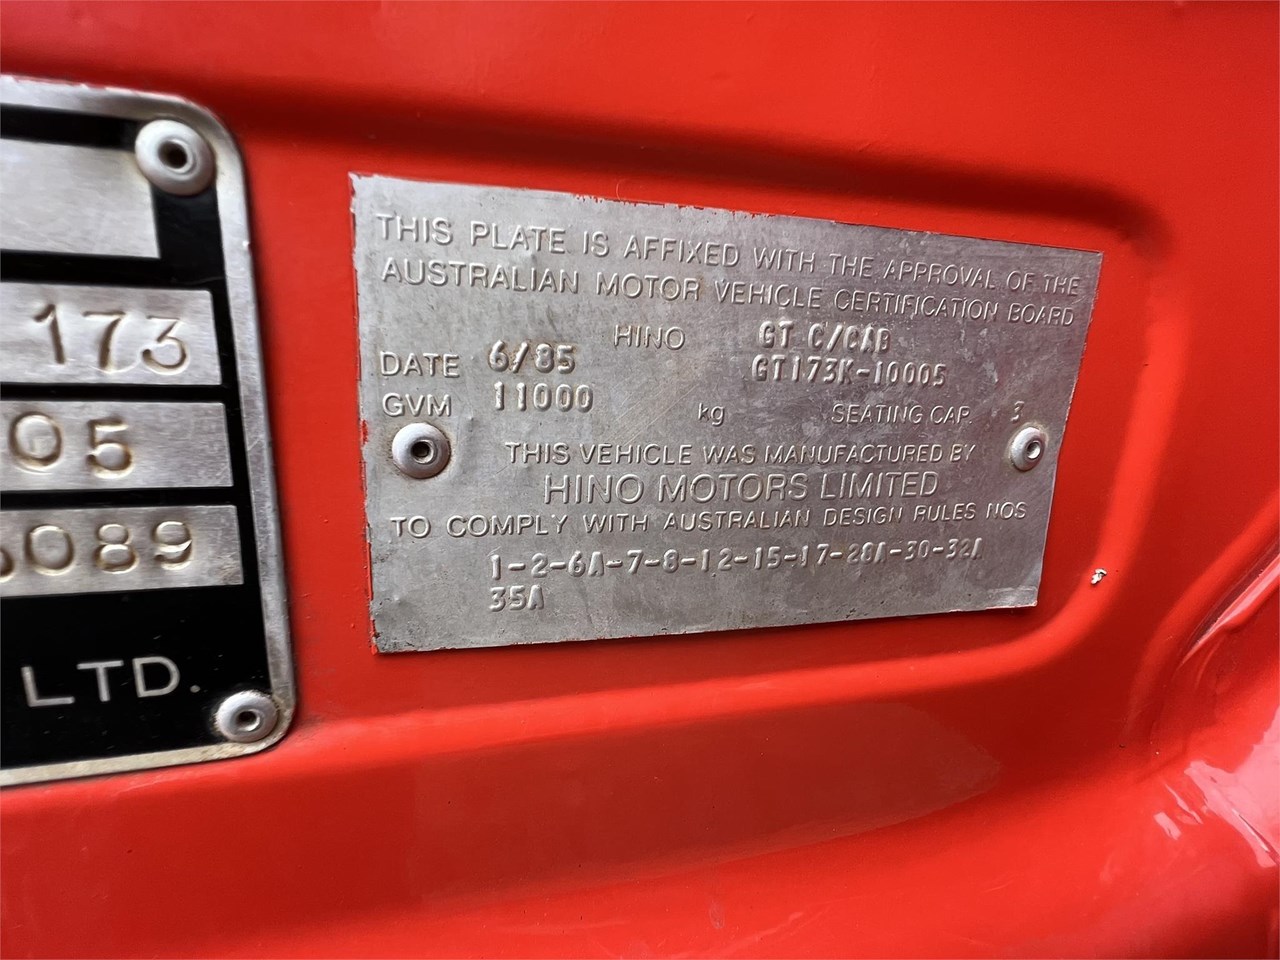 173
05
089
LTD.
THIS PLATE IS AFFIXED WITH THE APPROVAL OF THE
AUSTRALIAN MOTOR VEHICLE CERTIFICATION BOARD
HINO GT C/CAB
DATE 6/85 GT173K-10005
GVM 11000 kg SEATING CAP. 3
THIS VEHICLE WAS MANUFACTURED BY
HINO MOTORS LIMITED
TO COMPLY WITH AUSTRALIAN DESIGN RULES NOS
1-2-6A-7-8-12-15-17-28A-30-32A
35A